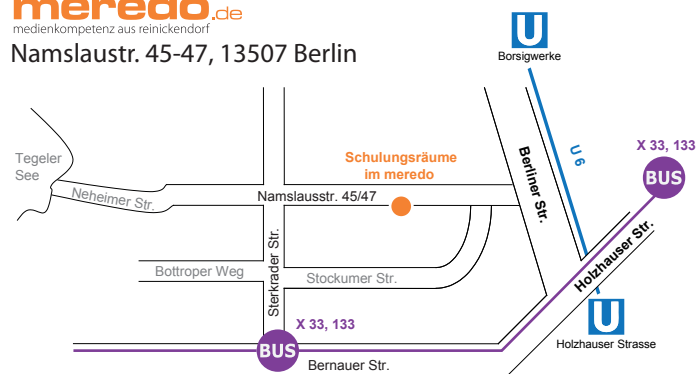 meredo.de
medienkompetenz aus reinickendorf
Namslaustr. 45-47, 13507 Berlin
U
Borsigwerke
U 6
X 33, 133
BUS
Berliner Str.
Tegeler
See
Schulungsräume
im meredo
Neheimer Str.
Namslausstr. 45/47
Holzhauser Str.
Sterkrader Str.
Bottroper Weg
Stockumer Str.
X 33, 133
BUS
Bernauer Str.
U
Holzhauser Strasse